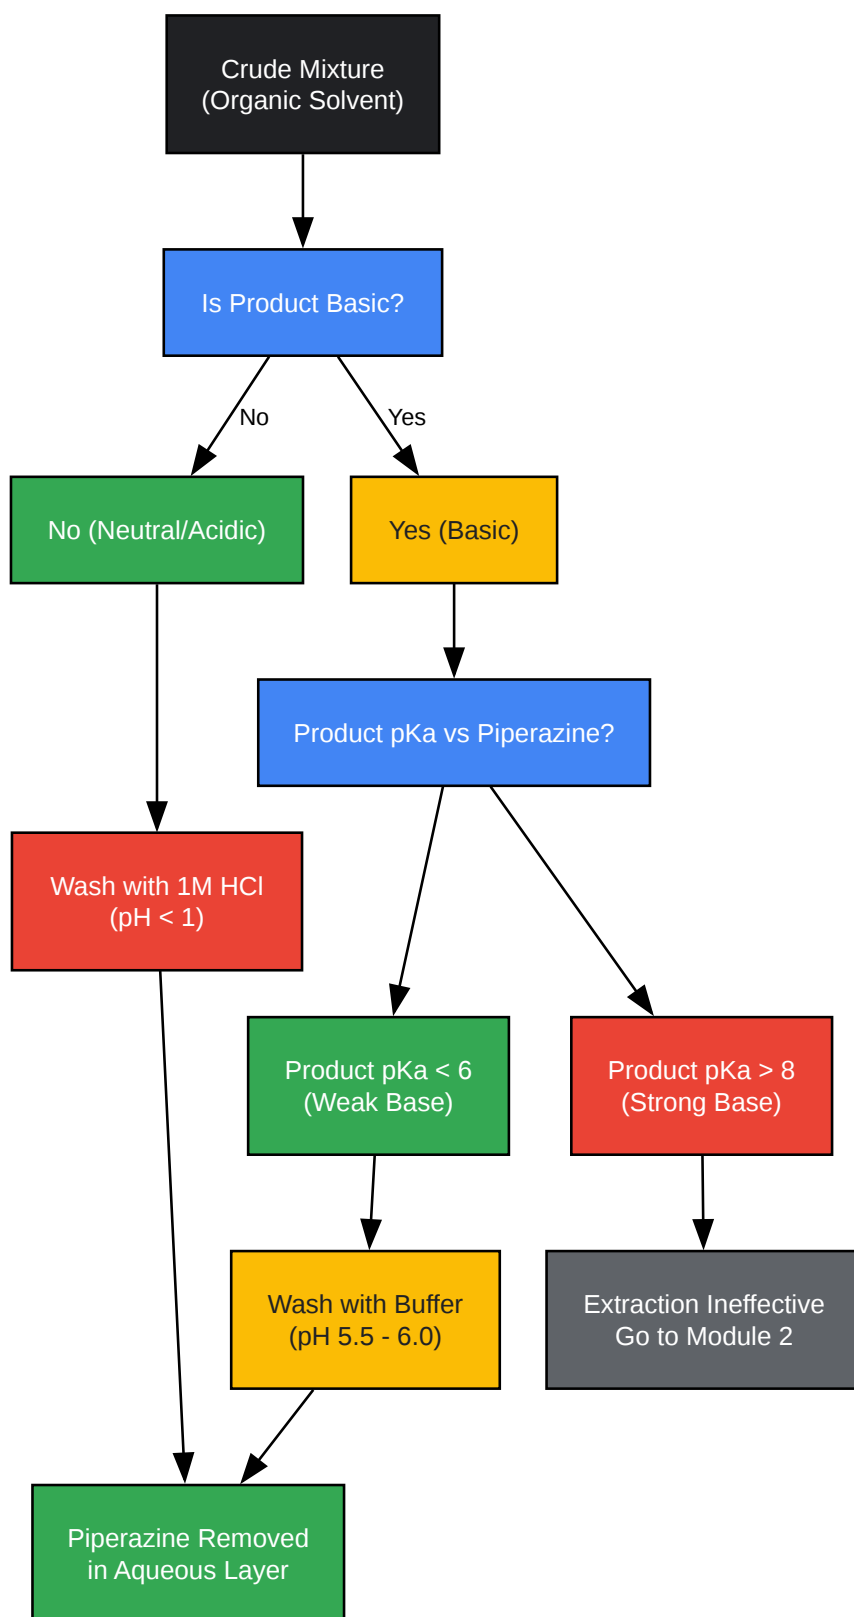 Crude Mixture
(Organic Solvent)
Is Product Basic?
No
Yes
No (Neutral/Acidic)
Yes (Basic)
Product pKa vs Piperazine?
Wash with 1M HCl
(pH < 1)
Product pKa < 6
(Weak Base)
Product pKa > 8
(Strong Base)
Wash with Buffer
(pH 5.5 - 6.0)
Extraction Ineffective
Go to Module 2
Piperazine Removed
in Aqueous Layer